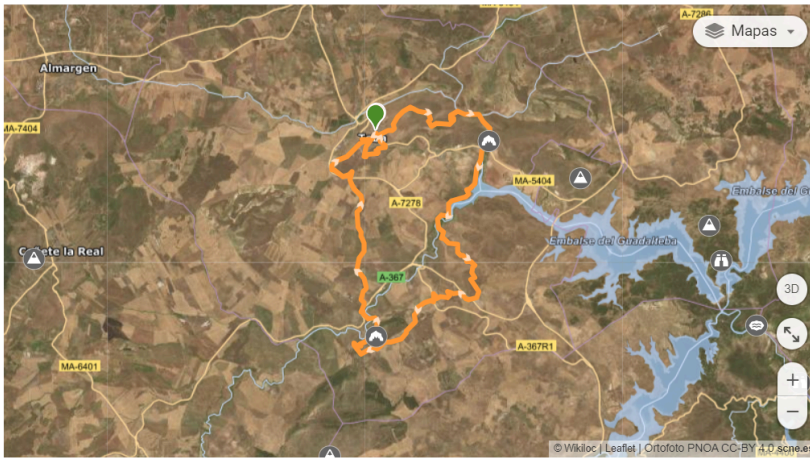 A-7286
Mapas
Almargen
MA-7404
MA-5404
A-7278
Embalse del G
Embalse del Guadalteba
Cañete la Real
A-367
3D
A-367R1
MA-6401
+
−
© Wikiloc | Leaflet | Ortofoto PNOA CC-BY 4.0 scne.es